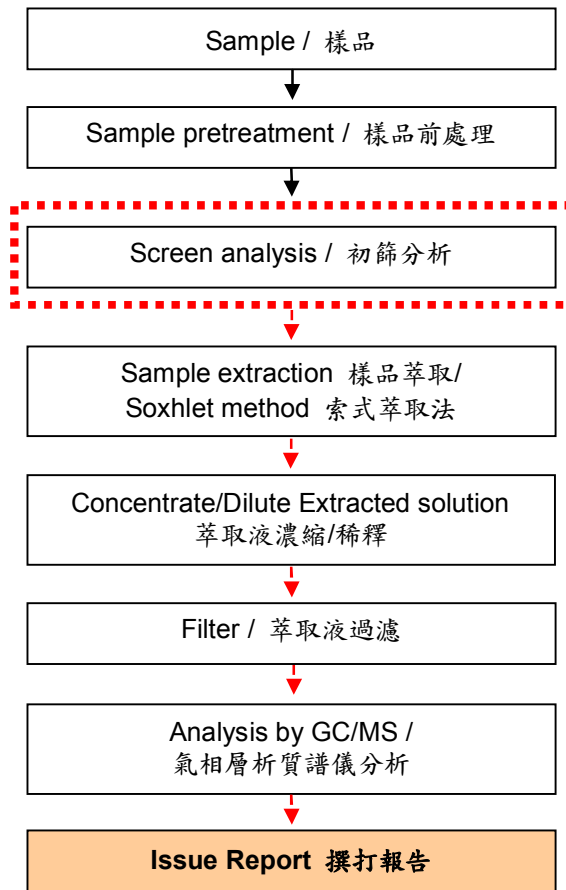 Sample / 樣品
Sample pretreatment / 樣品前處理
Screen analysis / 初篩分析
Sample extraction 樣品萃取/
Soxhlet method 索式萃取法
Concentrate/Dilute Extracted solution
萃取液濃縮/稀釋
Filter / 萃取液過濾
Analysis by GC/MS /
氣相層析質譜儀分析
Issue Report 撰打報告